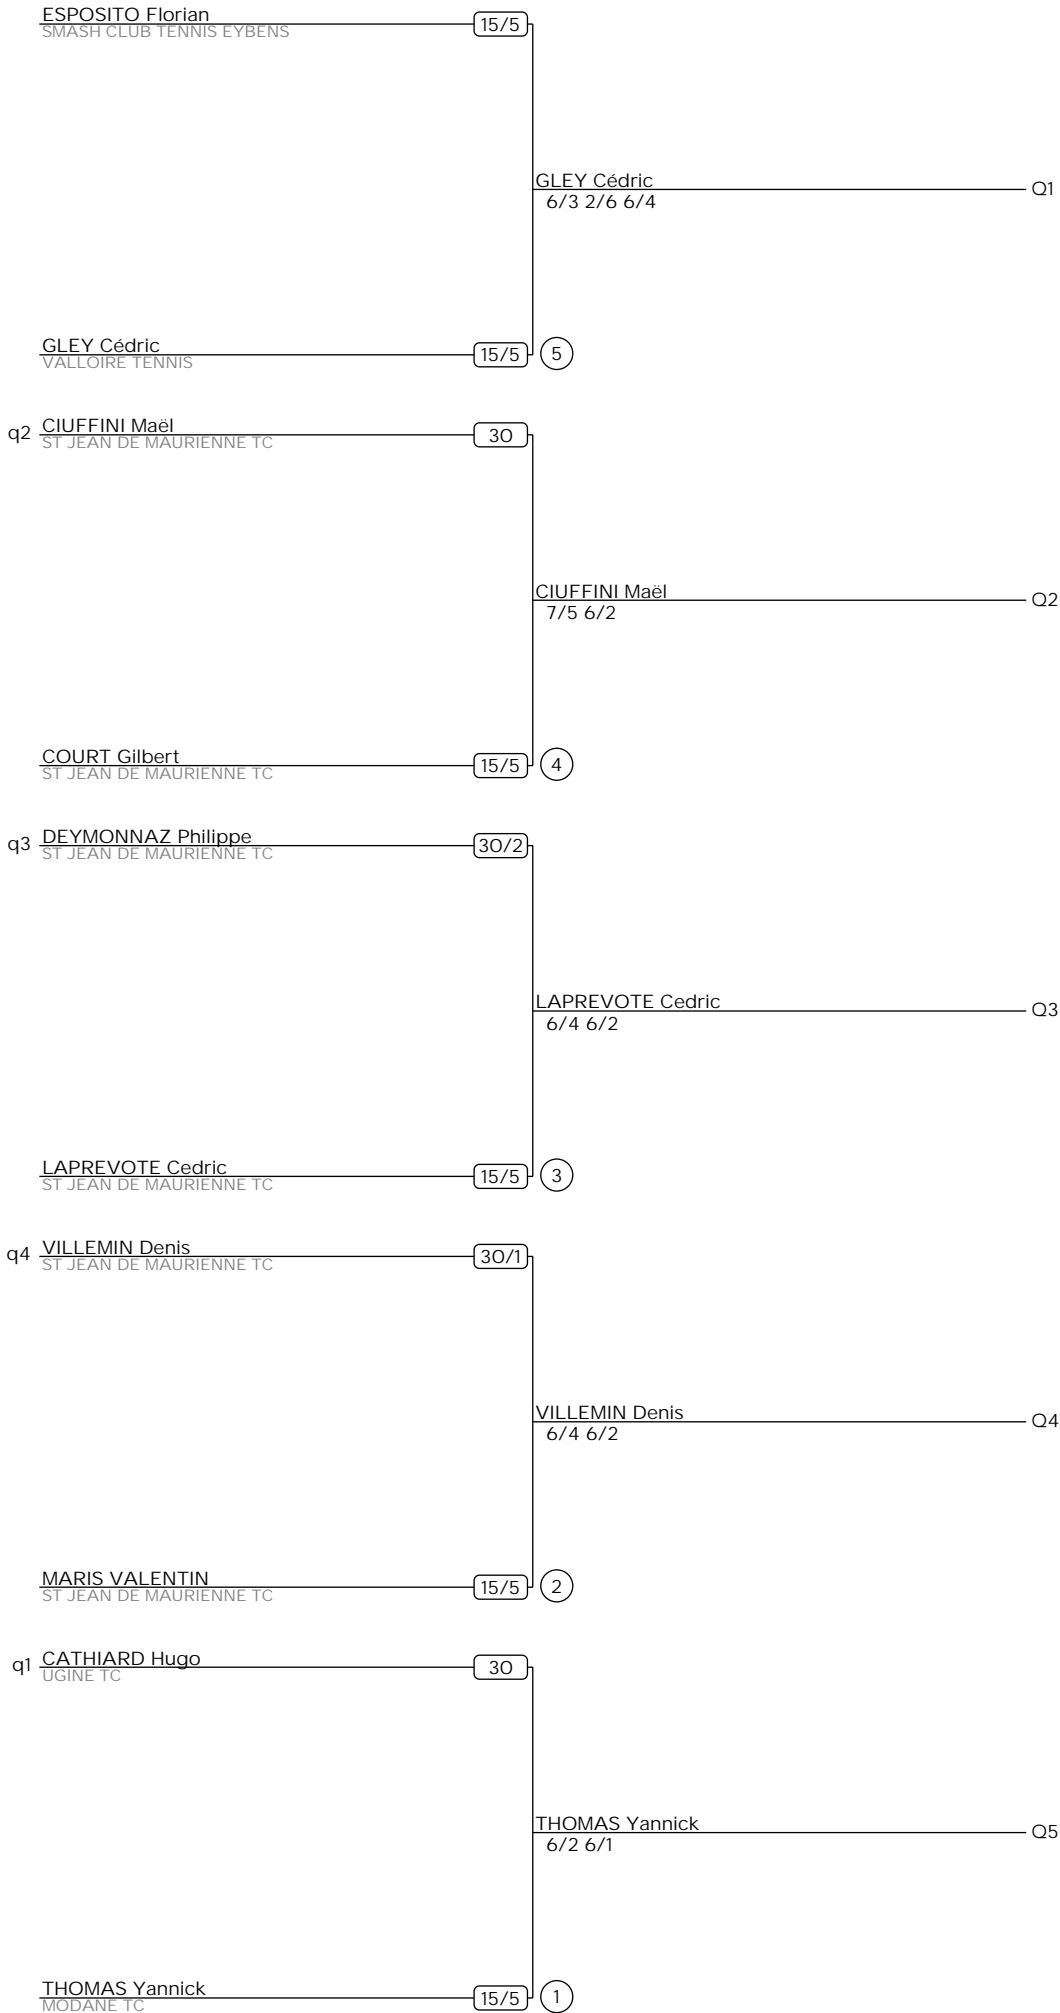 ESPOSITO Florian 15/5
SMASH CLUB TENNIS EYBENS
GLEY Cédric Q1
6/3 2/6 6/4
GLEY Cédric 15/5 5
VALLOIRE TENNIS
q2 CIUFFINI Maël 30
ST JEAN DE MAURIENNE TC
CIUFFINI Maël Q2
7/5 6/2
COURT Gilbert 15/5 4
ST JEAN DE MAURIENNE TC
q3 DEYMONNAZ Philippe 30/2
ST JEAN DE MAURIENNE TC
LAPREVOTE Cedric Q3
6/4 6/2
LAPREVOTE Cedric 15/5 3
ST JEAN DE MAURIENNE TC
q4 VILLEMIN Denis 30/1
ST JEAN DE MAURIENNE TC
VILLEMIN Denis Q4
6/4 6/2
MARIS VALENTIN 15/5 2
ST JEAN DE MAURIENNE TC
q1 CATHIARD Hugo 30
UGINE TC
THOMAS Yannick Q5
6/2 6/1
THOMAS Yannick 15/5 1
MODANE TC